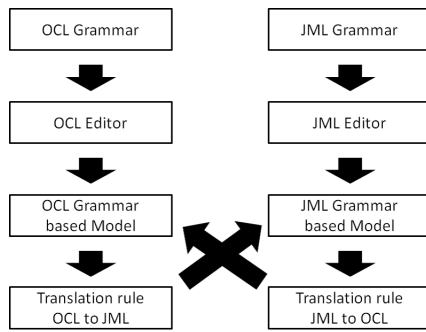 OCL Grammar
JML Grammar
OCL Editor
JML Editor
OCL Grammar
based Model
JML Grammar
based Model
Translation rule
OCL to JML
Translation rule
JML to OCL